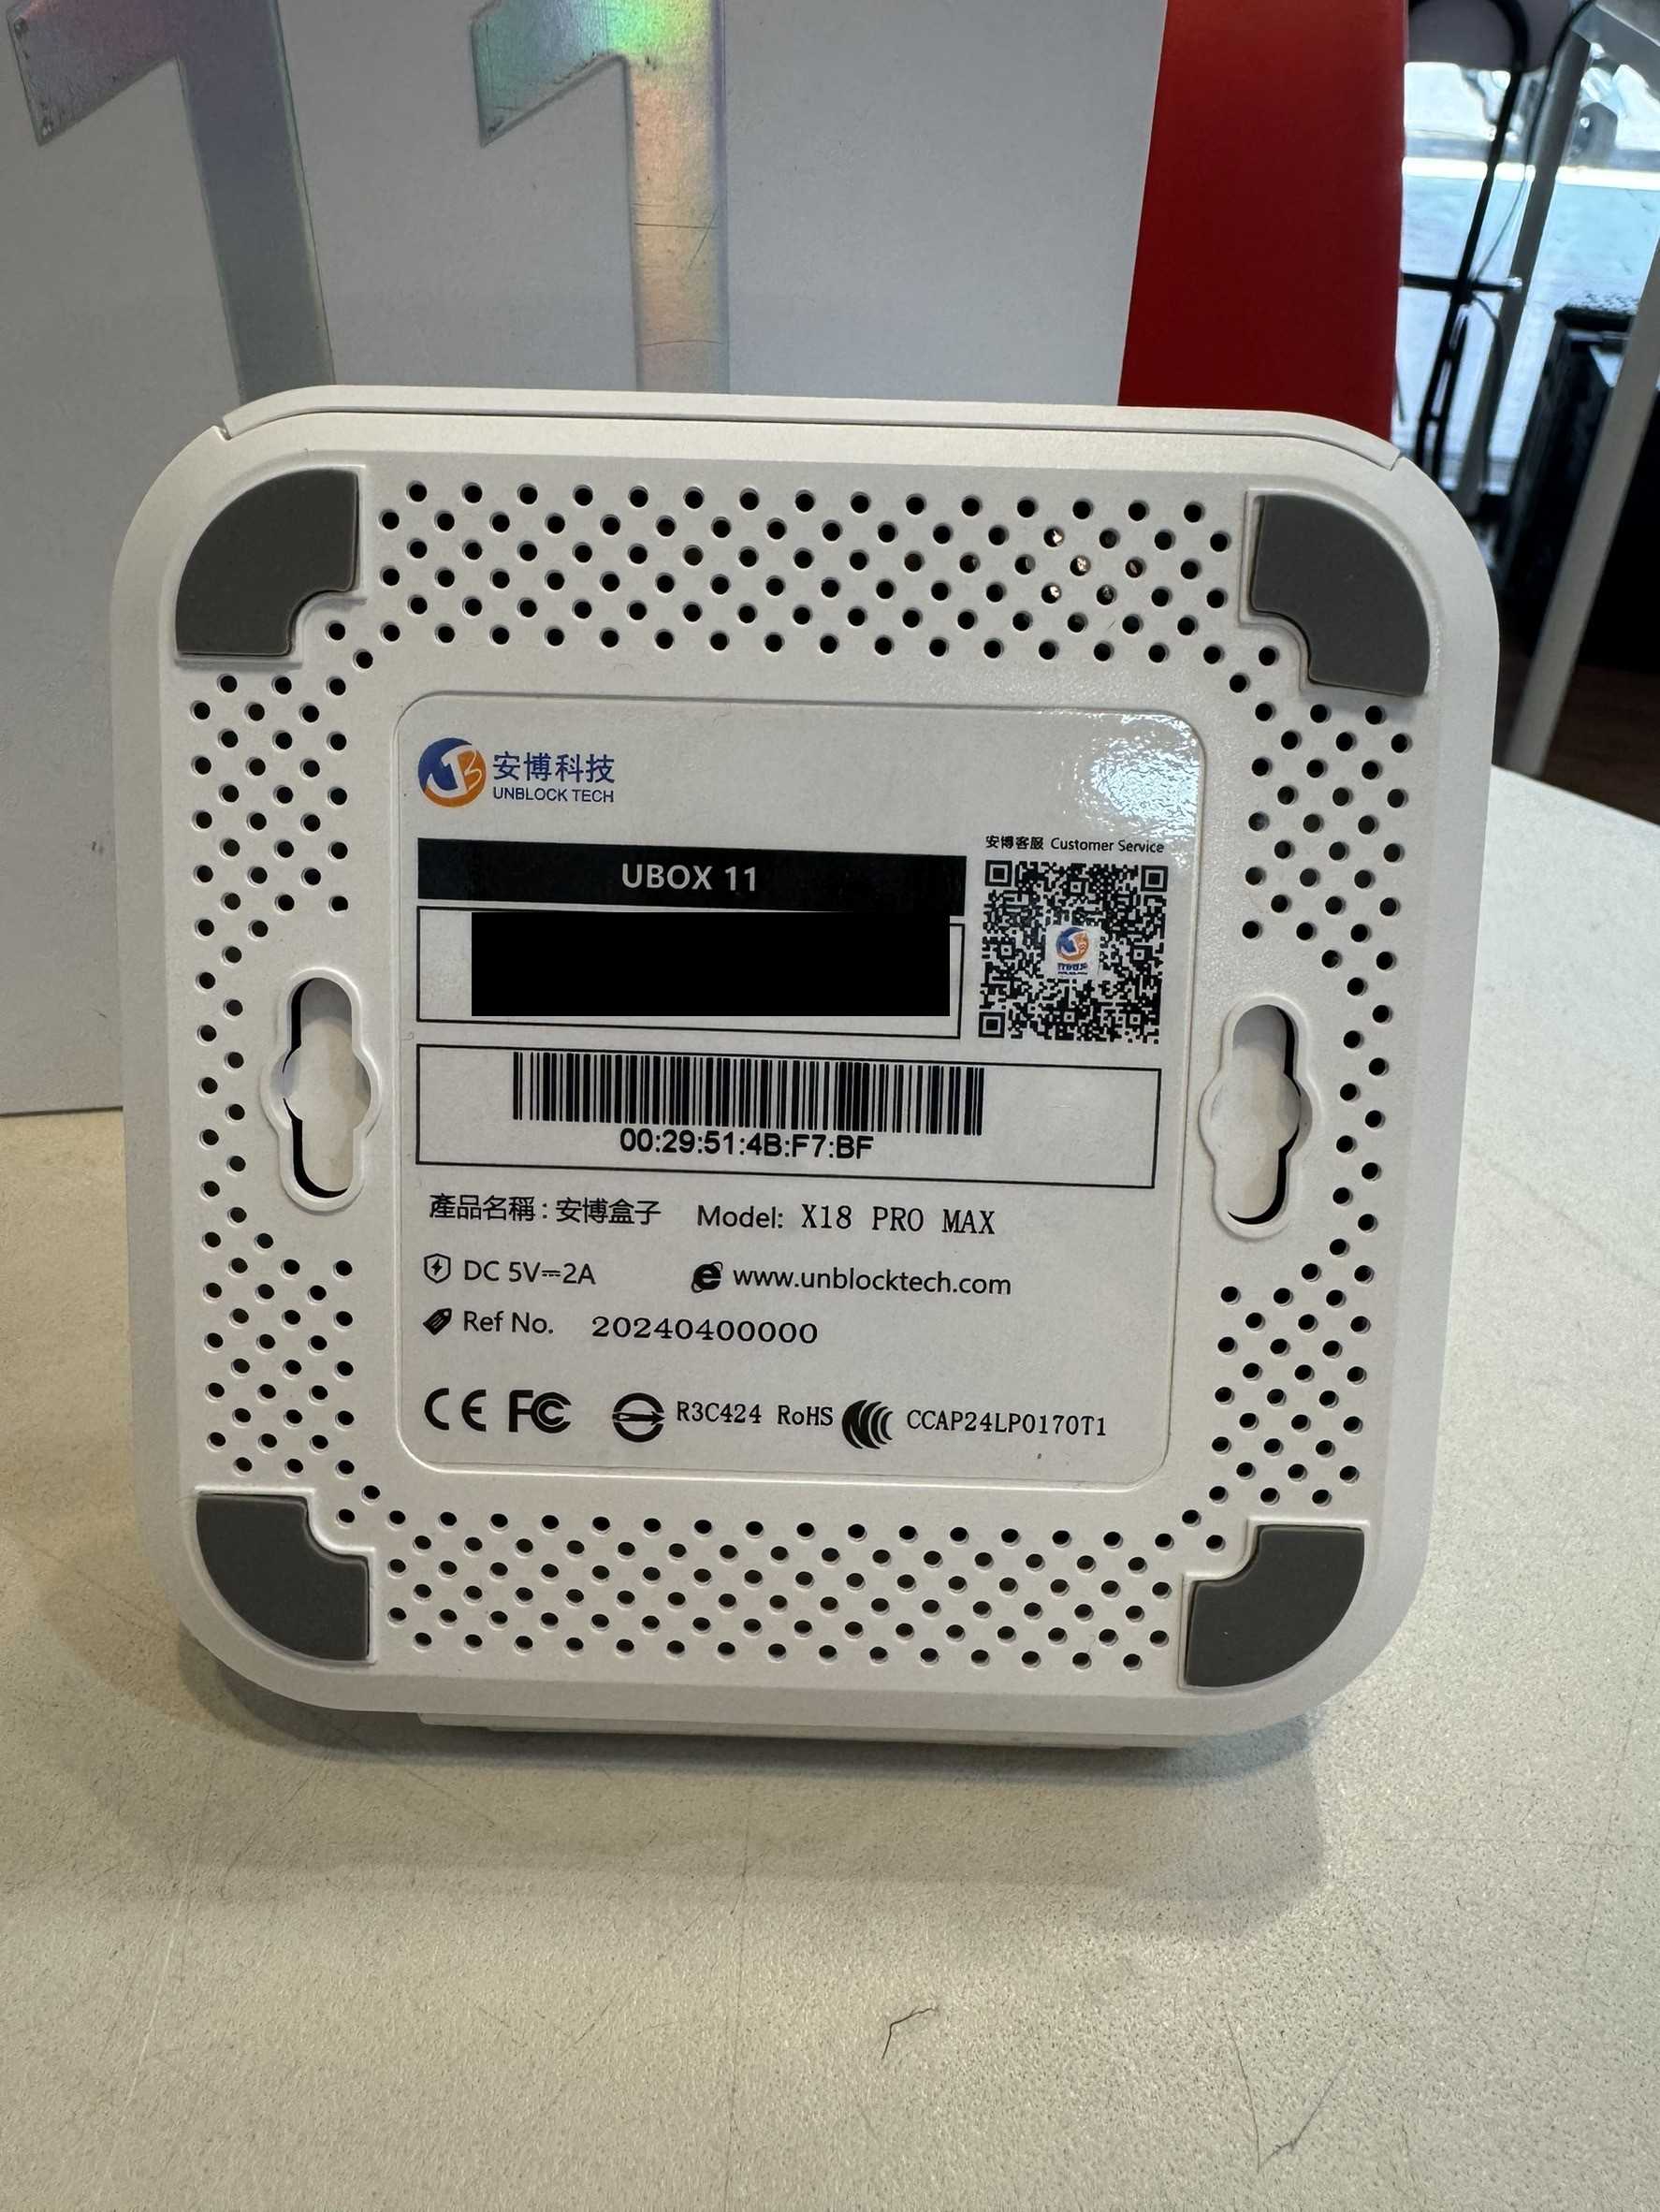 安博科技
UNBLOCK TECH
UBOX 11
安博客服 Customer Service
00:29:51:4B:F7:BF
產品名稱：安博盒子 Model: X18 PRO MAX
DC 5V⎓2A www.unblocktech.com
Ref No. 20240400000
CE FC R3C424 RoHS CCAP24LP0170T1
11